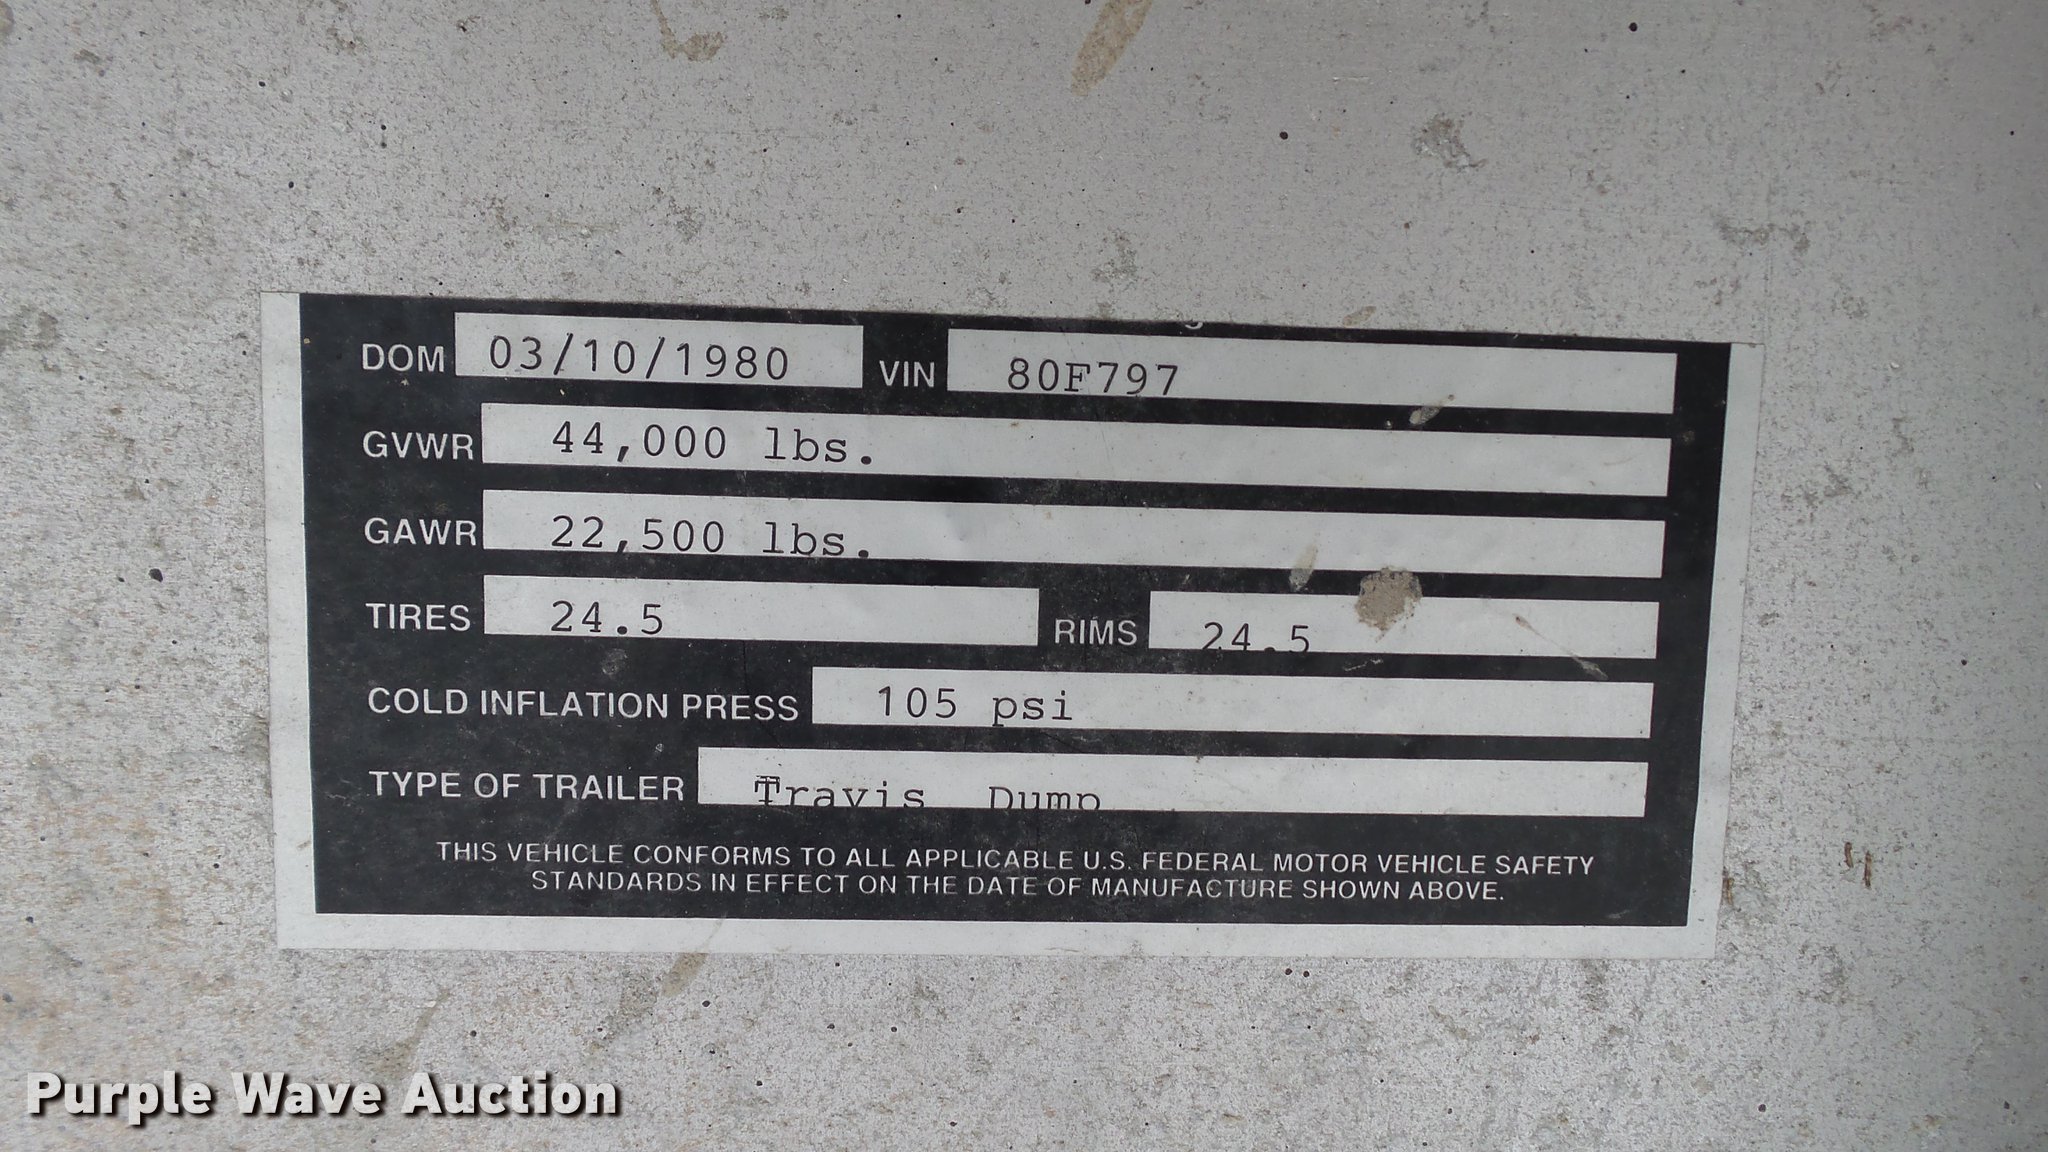 DOM 03/10/1980 VIN 80F797
GVWR 44,000 lbs.
GAWR 22,500 lbs.
TIRES 24.5 RIMS 24.5
COLD INFLATION PRESS 105 psi
TYPE OF TRAILER Travis Dump
THIS VEHICLE CONFORMS TO ALL APPLICABLE U.S. FEDERAL MOTOR VEHICLE SAFETY
STANDARDS IN EFFECT ON THE DATE OF MANUFACTURE SHOWN ABOVE.
Purple Wave Auction